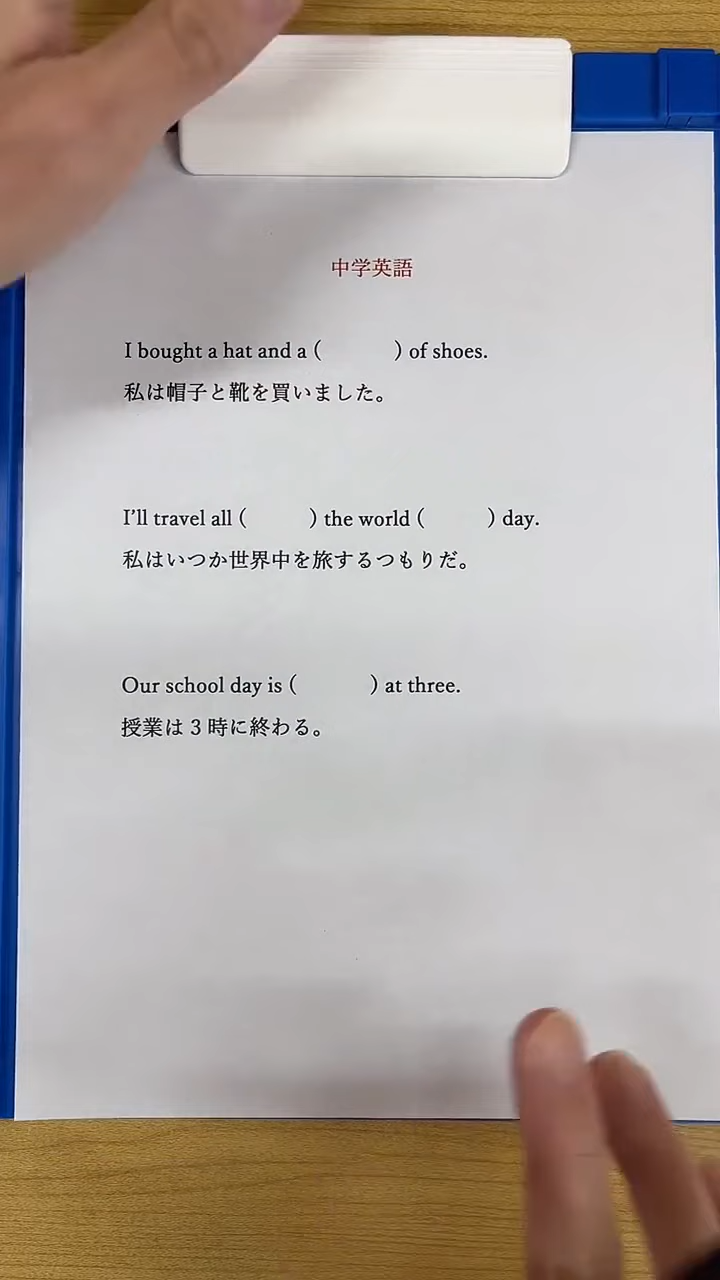 中学英語
I bought a hat and a (　　　) of shoes.
私は帽子と靴を買いました。
I'll travel all (　　　) the world (　　　) day.
私はいつか世界中を旅するつもりだ。
Our school day is (　　　) at three.
授業は3時に終わる。